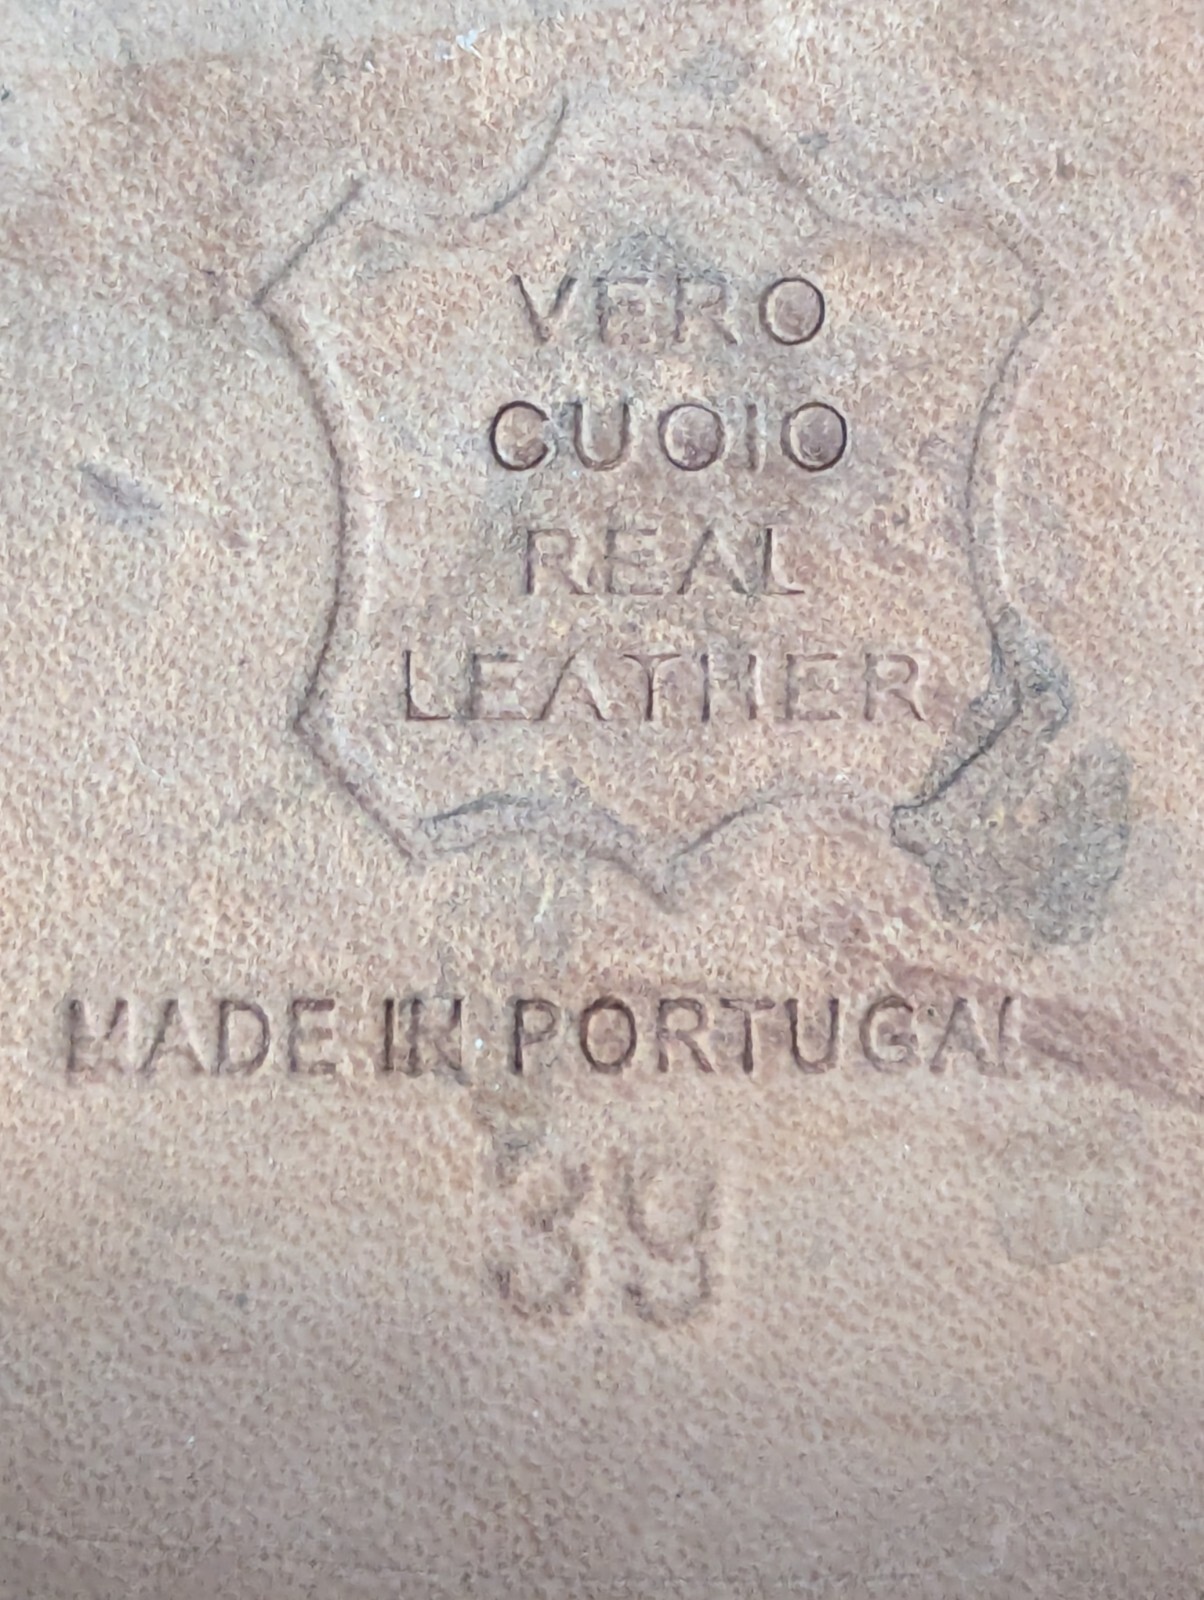 VERO
CUOIO
REAL
LEATHER
MADE IN PORTUGAL
39